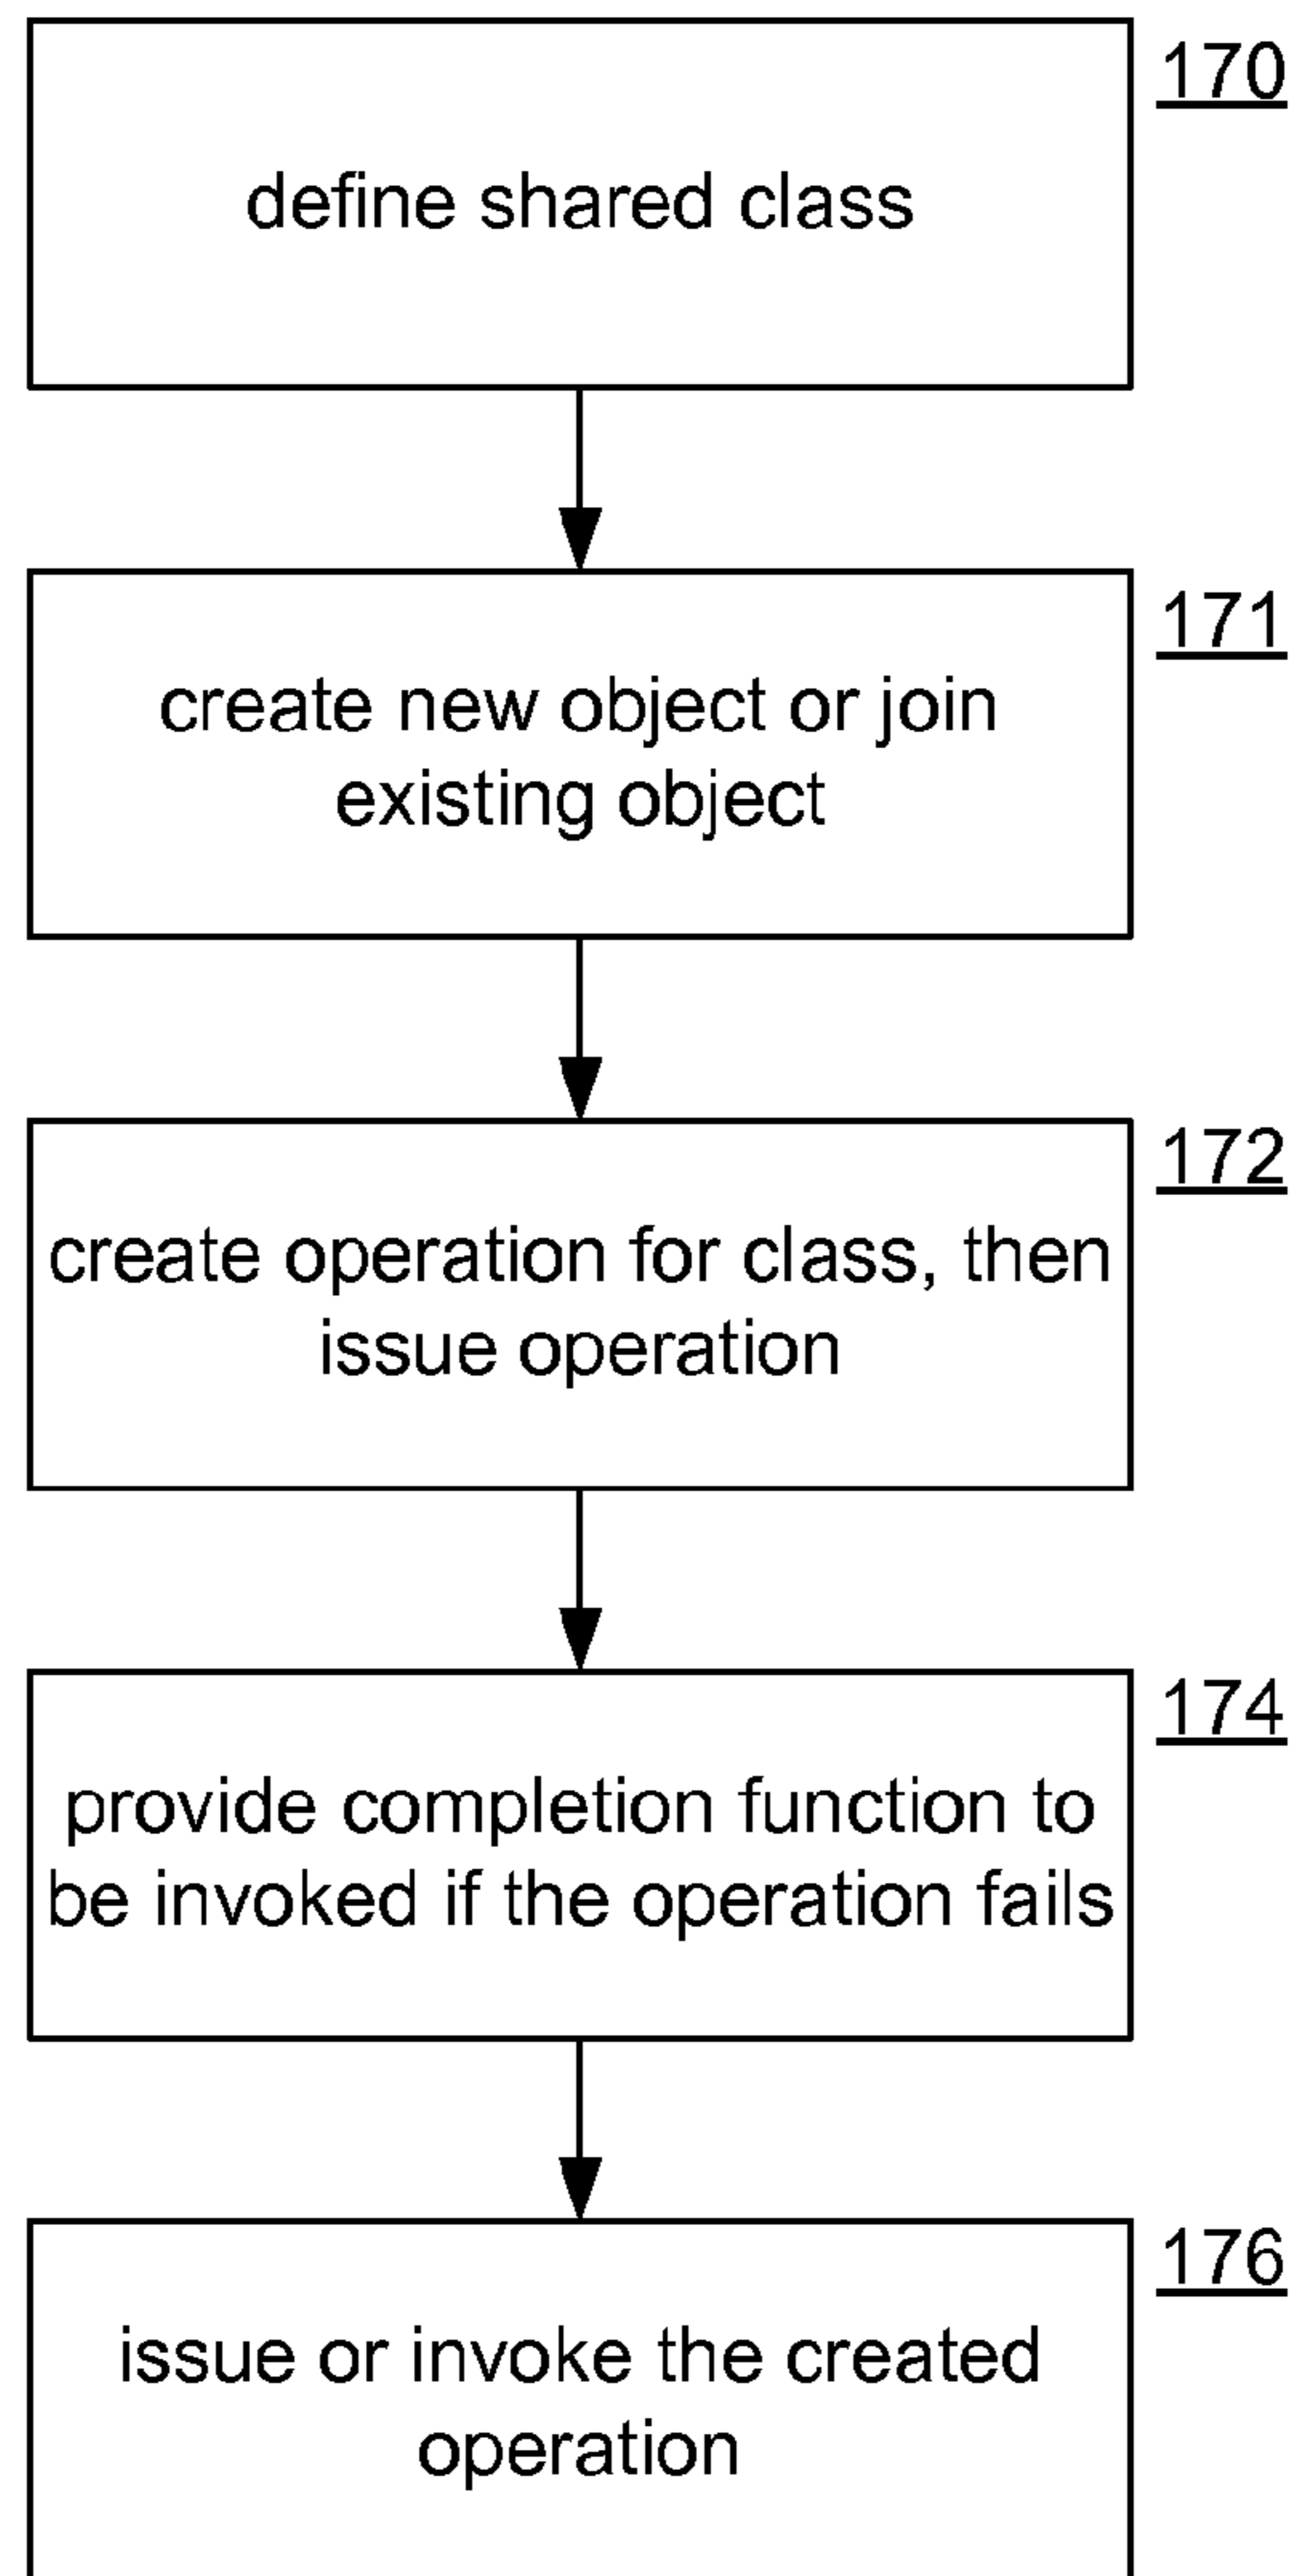 170
define shared class
171
create new object or join
existing object
172
create operation for class, then
issue operation
174
provide completion function to
be invoked if the operation fails
176
issue or invoke the created
operation